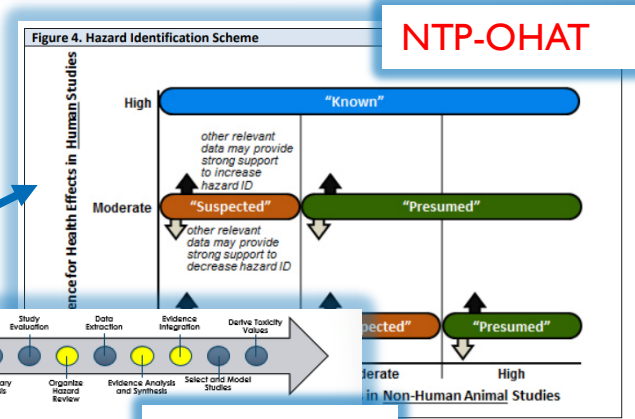 NTP-OHAT
Figure 4. Hazard Identification Scheme
ence for Health Effects in Human Studies
High
"Known"
other relevant
data may provide
strong support
to increase
hazard ID
Moderate
"Suspected"
"Presumed"
other relevant
data may provide
strong support to
decrease hazard ID
pected"
"Presumed"
Study
Evaluation
Data
Extraction
Evidence
Integration
Derive Toxicity
Values
Organize
Hazard
Review
Evidence Analysis
and Synthesis
Select and Model
Studies
derate
High
in Non-Human Animal Studies